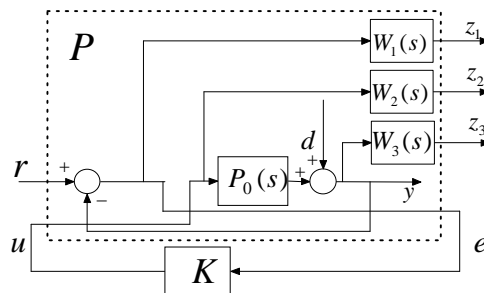 P
W₁(s)
z₁
W₂(s)
z₂
d
W₃(s)
z₃
r
+
−
P₀(s)
+
+
y
u
K
e